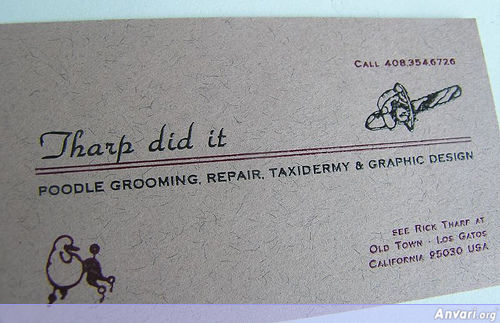 CALL 408.354.6726
Tharp did it
POODLE GROOMING, REPAIR, TAXIDERMY & GRAPHIC DESIGN
SEE RICK THARP AT
OLD TOWN · LOS GATOS
CALIFORNIA 95030 USA
Anvari.org